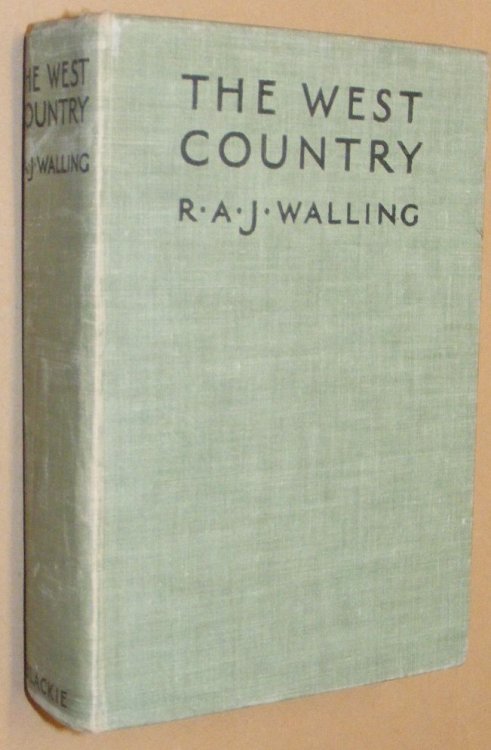 THE WEST
COUNTRY
R·A·J·WALLING
THE WEST
COUNTRY
R·A·J·WALLING
BLACKIE